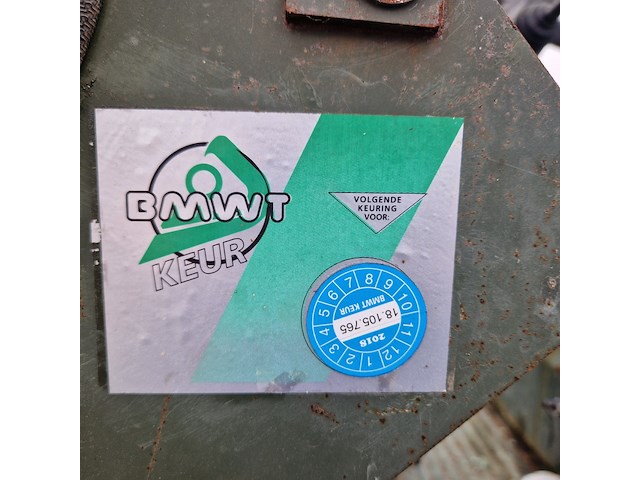 BMWT
KEUR
VOLGENDE
KEURING
VOOR:
1 2 3 4 5 6 7 8 9 10 11 12
BMWT KEUR
18.105.765
2018